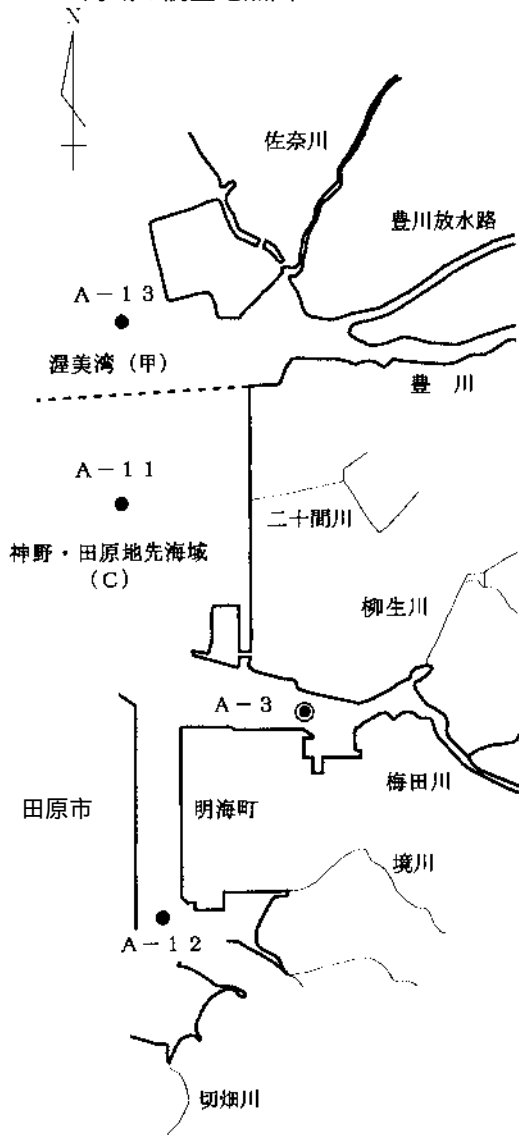 N
佐奈川
豊川放水路
A－13
渥美湾（甲）
豊 川
A－11
二十間川
神野・田原地先海域
（C）
柳生川
A－3
梅田川
田原市
明海町
境川
A－12
切畑川